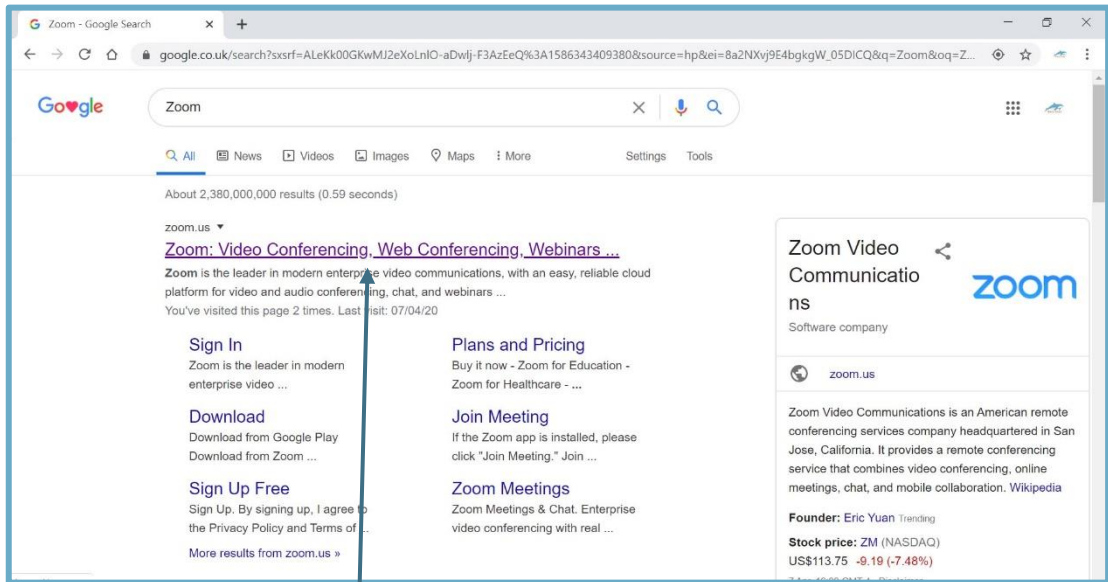 Zoom - Google Search
google.co.uk/search?sxsrf=ALeKk00GKwMJ2eXoLnIO-aDwlj-F3AzEeQ%3A1586343409380&source=hp&ei=8a2NXvj9E4bgkgW_05DICQ&q=Zoom&oq=Z...
Go gle
Zoom
All News Videos Images Maps More Settings Tools
About 2,380,000,000 results (0.59 seconds)
zoom.us
Zoom: Video Conferencing, Web Conferencing, Webinars ...
Zoom is the leader in modern enterprise video communications, with an easy, reliable cloud
platform for video and audio conferencing, chat, and webinars ...
You've visited this page 2 times. Last visit: 07/04/20
Sign In
Zoom is the leader in modern
enterprise video ...
Plans and Pricing
Buy it now - Zoom for Education -
Zoom for Healthcare - ...
Download
Download from Google Play
Download from Zoom ...
Join Meeting
If the Zoom app is installed, please
click "Join Meeting." Join ...
Sign Up Free
Sign Up. By signing up, I agree to
the Privacy Policy and Terms of ...
Zoom Meetings
Zoom Meetings & Chat. Enterprise
video conferencing with real ...
More results from zoom.us »
Zoom Video
Communicatio
ns
Software company
zoom
zoom.us
Zoom Video Communications is an American remote
conferencing services company headquartered in San
Jose, California. It provides a remote conferencing
service that combines video conferencing, online
meetings, chat, and mobile collaboration. Wikipedia
Founder: Eric Yuan Trending
Stock price: ZM (NASDAQ)
US$113.75 -9.19 (-7.48%)